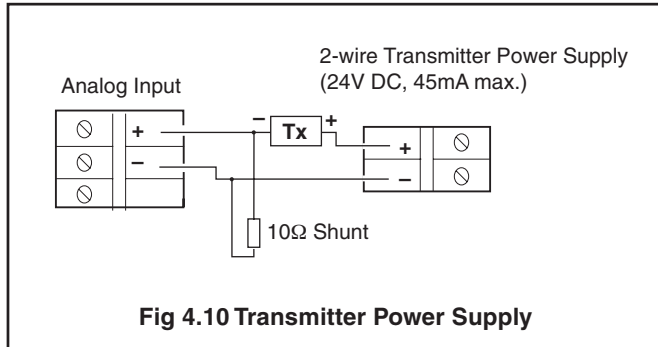 2-wire Transmitter Power Supply
(24V DC, 45mA max.)
Analog Input
+
–
– Tx +
+
–
10Ω Shunt
Fig 4.10 Transmitter Power Supply